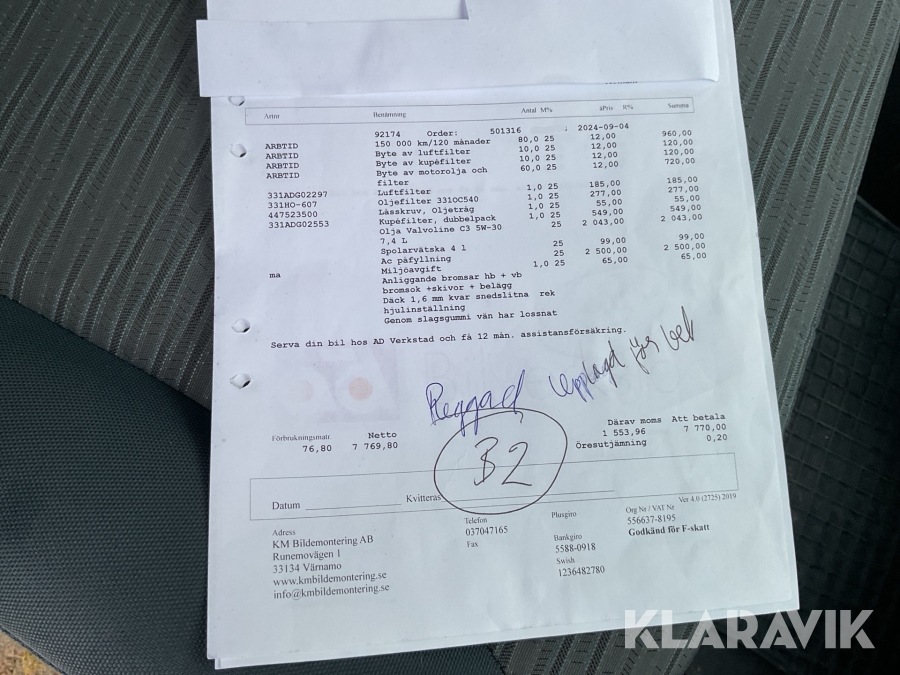 Artnr Benämning Antal M% àPris R% Summa
92174 Order: 501316 : 2024-09-04
ARBTID 150 000 km/120 månader 80,0 25 12,00 960,00
ARBTID Byte av luftfilter 10,0 25 12,00 120,00
ARBTID Byte av kupéfilter 10,0 25 12,00 120,00
ARBTID Byte av motorolja och 60,0 25 12,00 720,00
filter
331ADG02297 Luftfilter 1,0 25 185,00 185,00
331HO-607 Oljefilter 331OC540 1,0 25 277,00 277,00
447523500 Låsskruv, Oljetråg 1,0 25 55,00 55,00
331ADG02553 Kupéfilter, dubbelpack 1,0 25 549,00 549,00
Olja Valvoline C3 5W-30 25 2 043,00 2 043,00
7,4 L
Spolarvätska 4 l 25 99,00 99,00
Ac påfyllning 25 2 500,00 2 500,00
Miljöavgift 1,0 25 65,00 65,00
ma Anliggande bromsar hb + vb
bromsok +skivor + belägg
Däck 1,6 mm kvar snedslitna rek
hjulinställning
Genom slagsgummi vän har lossnat
Serva din bil hos AD Verkstad och få 12 mån. assistansförsäkring.
Reggad
B2
Förbrukningsmatr. Netto Därav moms Att betala
76,80 7 769,80 1 553,96 7 770,00
Öresutjämning 0,20
Datum Kvitteras
Ver 4.0 (2725) 2019
Adress Telefon Plusgiro Org Nr / VAT Nr
KM Bildemontering AB 037047165 556637-8195
Runemovägen 1 Fax Bankgiro Godkänd för F-skatt
33134 Värnamo 5588-0918
www.kmbildemontering.se Swish
info@kmbildemontering.se 1236482780
KLARAVIK